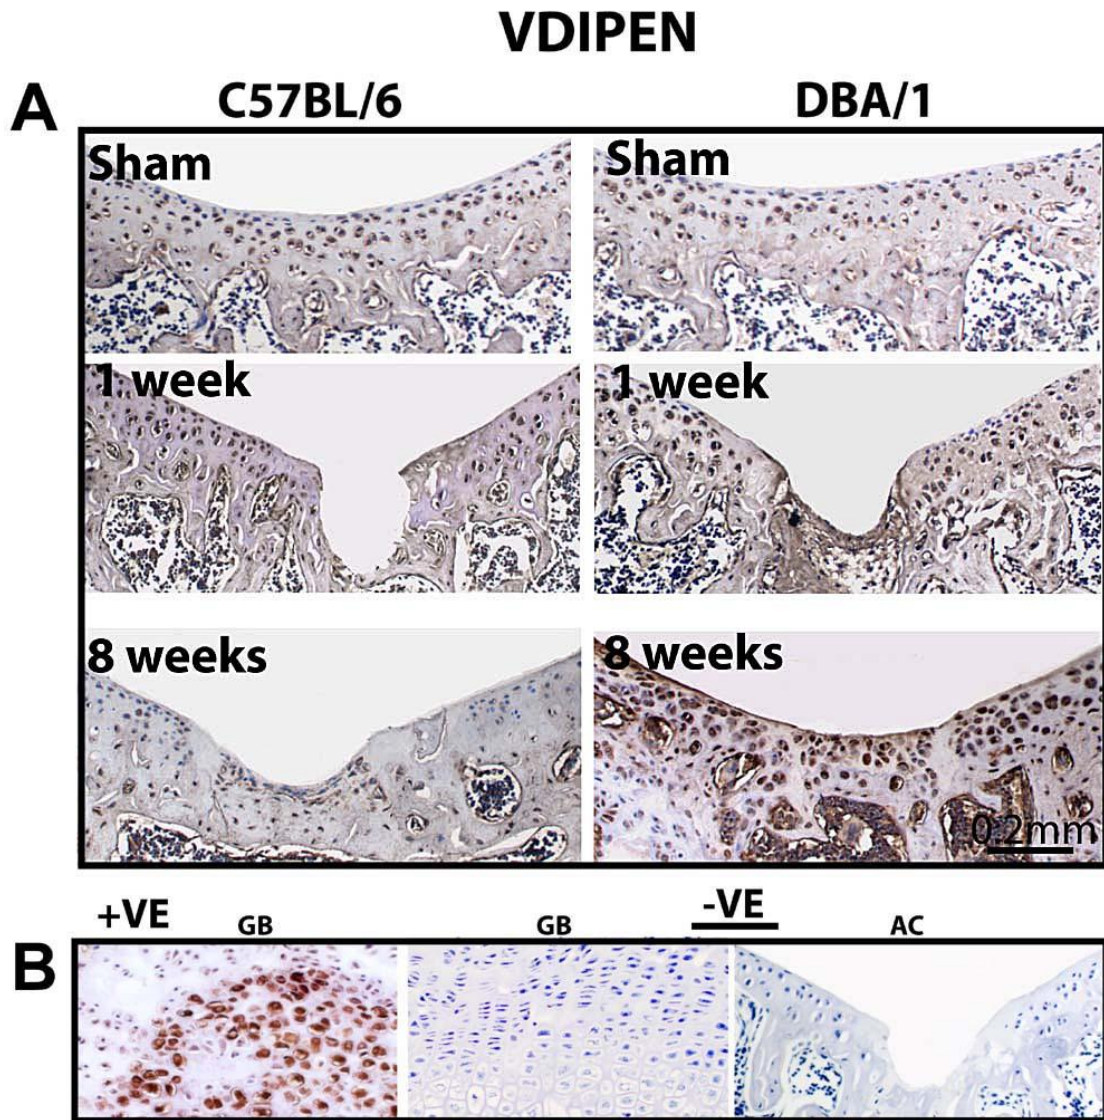 VDIPEN
A
C57BL/6
DBA/1
Sham
Sham
1 week
1 week
8 weeks
8 weeks
0.2mm
B
+VE
GB
GB
-VE
AC